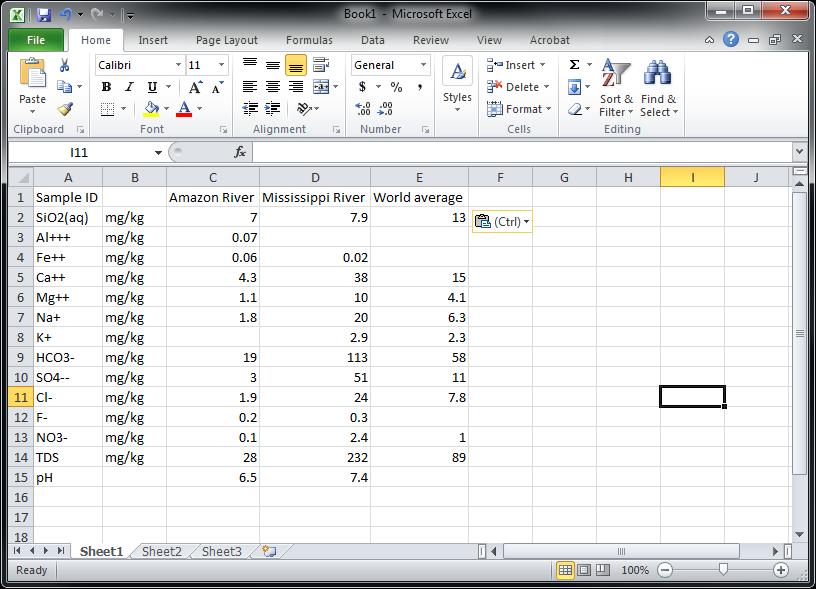 Book1 - Microsoft Excel
File Home Insert Page Layout Formulas Data Review View Acrobat
Calibri 11 General Insert Σ
Paste B I U A A $ % , Styles Delete Sort & Filter Find & Select
A .00 .0 Format
Clipboard Font Alignment Number Cells Editing
I11 fx
A B C D E F G H I J
1 Sample ID Amazon River Mississippi River World average
2 SiO2(aq) mg/kg 7 7.9 13 (Ctrl)
3 Al+++ mg/kg 0.07
4 Fe++ mg/kg 0.06 0.02
5 Ca++ mg/kg 4.3 38 15
6 Mg++ mg/kg 1.1 10 4.1
7 Na+ mg/kg 1.8 20 6.3
8 K+ mg/kg 2.9 2.3
9 HCO3- mg/kg 19 113 58
10 SO4-- mg/kg 3 51 11
11 Cl- mg/kg 1.9 24 7.8
12 F- mg/kg 0.2 0.3
13 NO3- mg/kg 0.1 2.4 1
14 TDS mg/kg 28 232 89
15 pH 6.5 7.4
16
17
18
Sheet1 Sheet2 Sheet3
Ready 100%